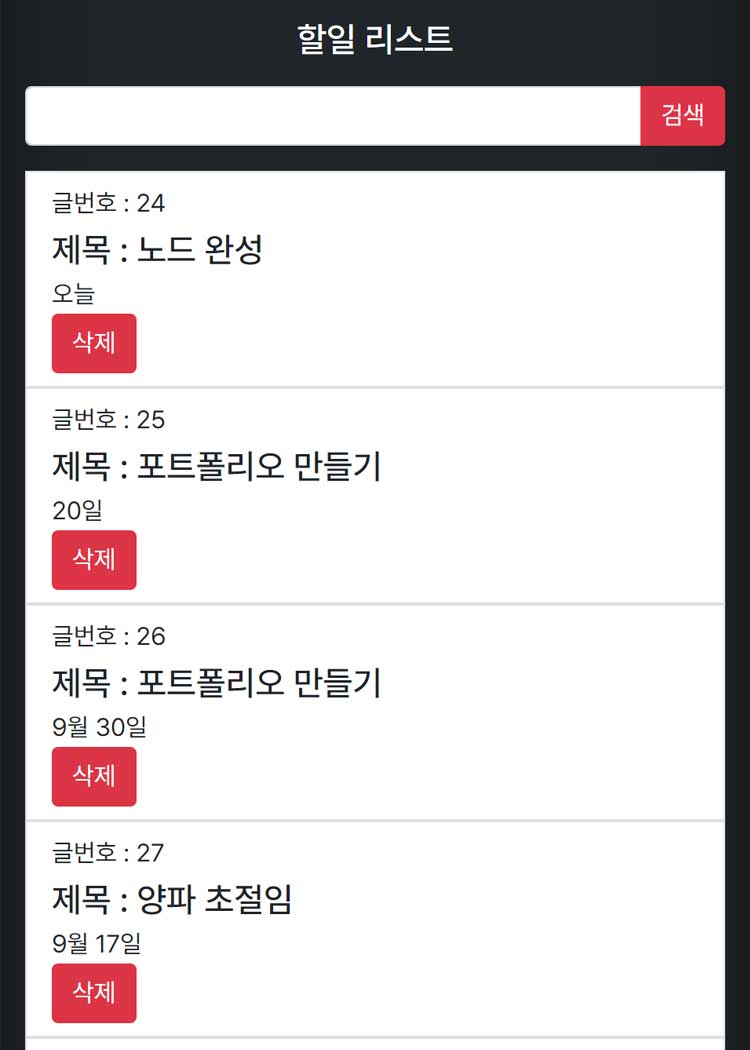 할일 리스트
검색
글번호 : 24
제목 : 노드 완성
오늘
삭제
글번호 : 25
제목 : 포트폴리오 만들기
20일
삭제
글번호 : 26
제목 : 포트폴리오 만들기
9월 30일
삭제
글번호 : 27
제목 : 양파 초절임
9월 17일
삭제